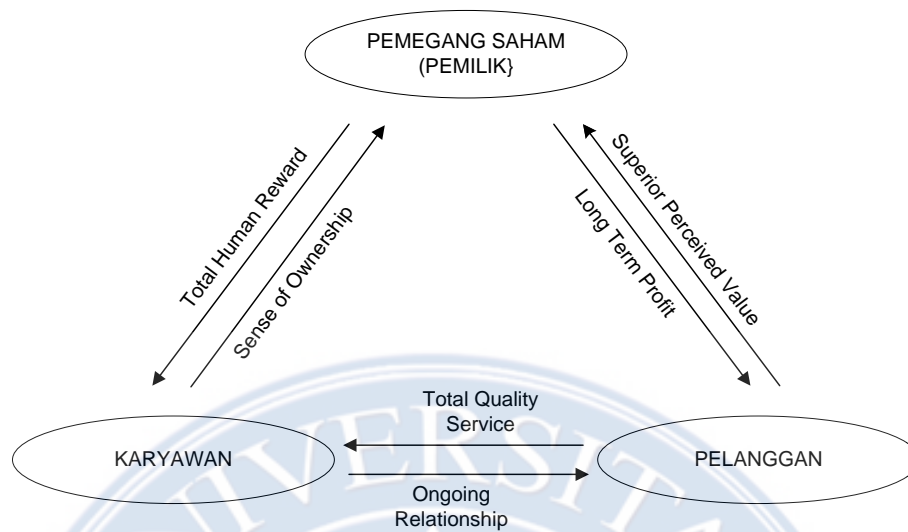 PEMEGANG SAHAM
(PEMILIK}
Total Human Reward
Sense of Ownership
Long Term Profit
Superior Perceived Value
Total Quality
Service
KARYAWAN
PELANGGAN
Ongoing
Relationship
UNIVERSITA